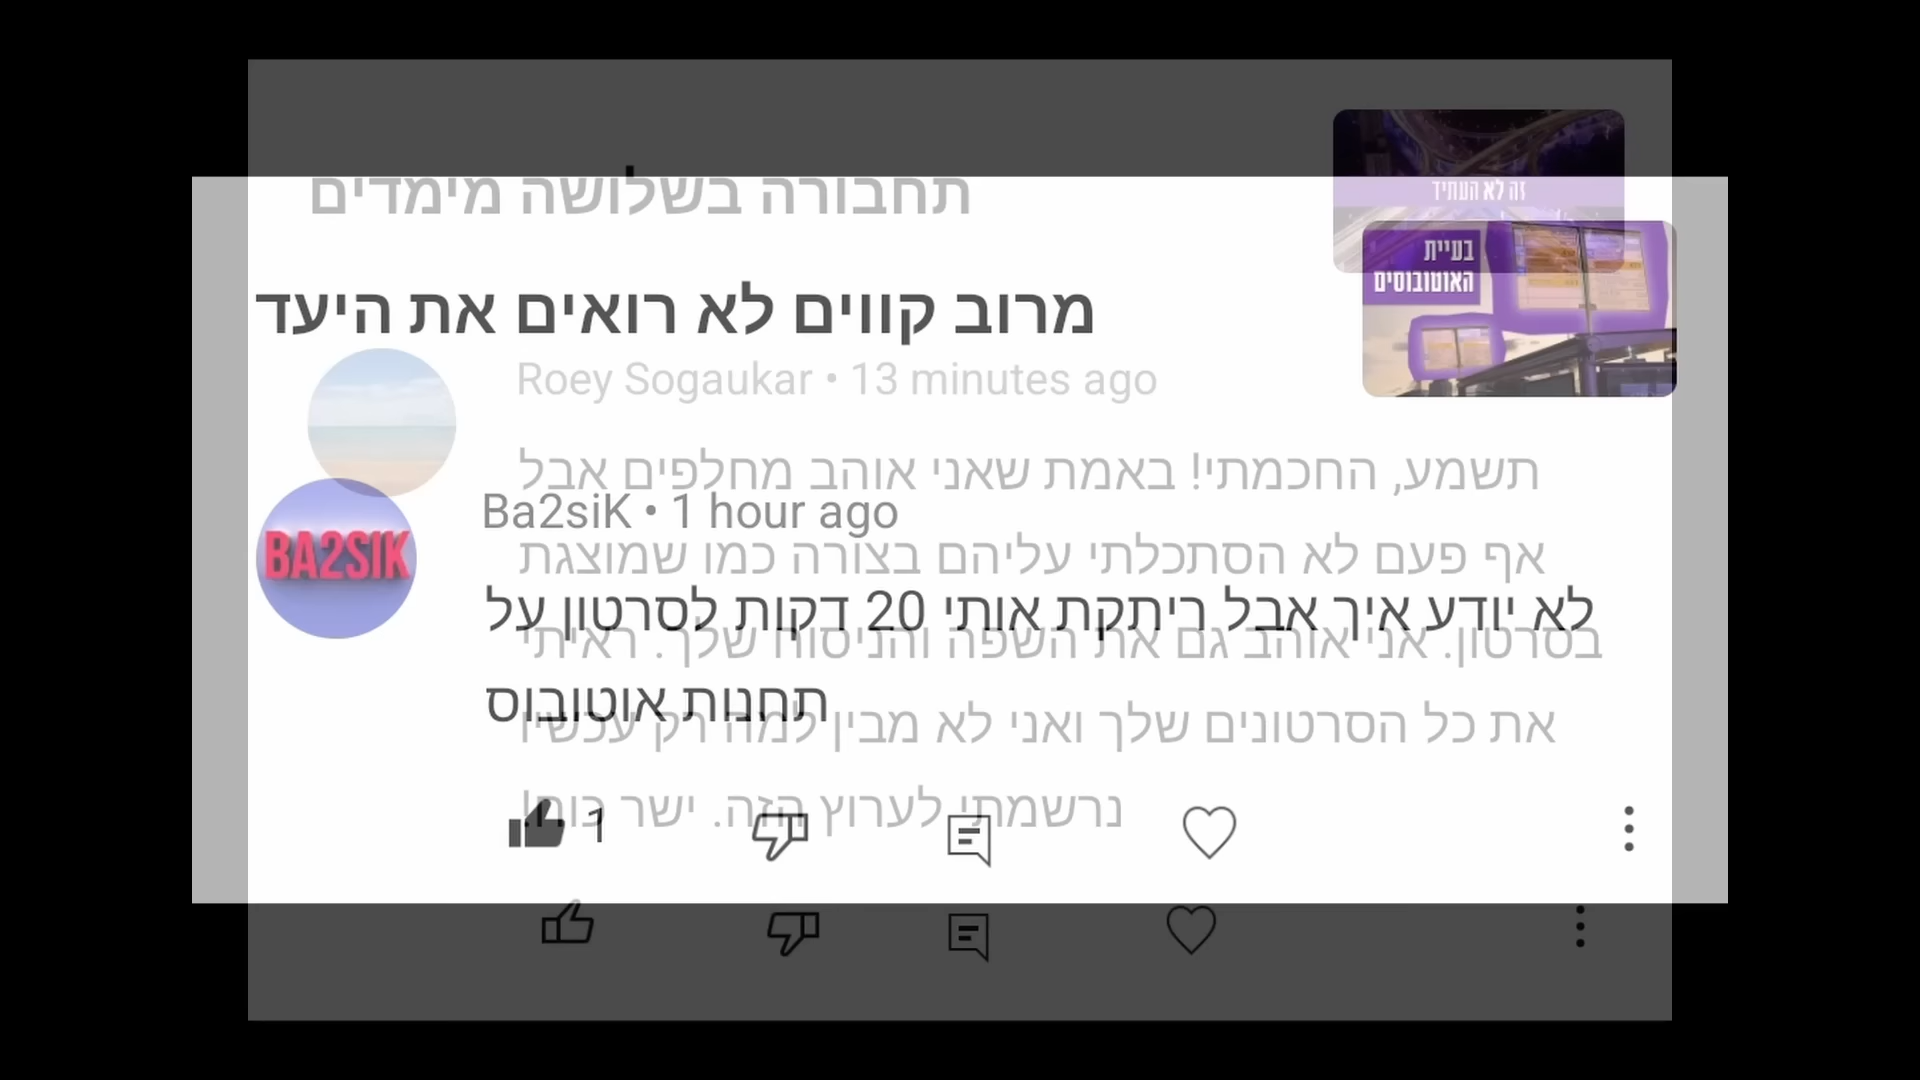 תחבורה בשלושה מימדים
זה לא העתיד
מרוב קווים לא רואים את היעד
בעיית
האוטובוסים
Roey Sogaukar • 13 minutes ago
תשמע, החכמתי! באמת שאני אוהב מחלפים אבל
אף פעם לא הסתכלתי עליהם בצורה כמו שמוצגת
בסרטון. אני אוהב גם את השפה והניסוח שלך. ראיתי
את כל הסרטונים שלך ואני לא מבין למה רק עכשיו
נרשמתי לערוץ הזה. ישר כוח!
BA2SIK
Ba2siK • 1 hour ago
לא יודע איך אבל ריתקת אותי 20 דקות לסרטון על
תחנות אוטובוס
1